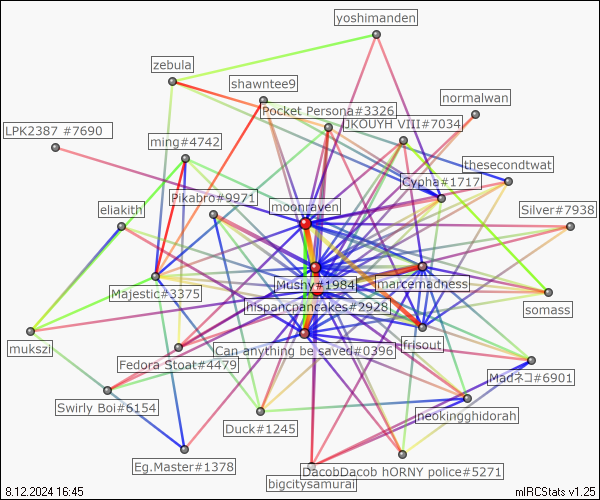 yoshimanden
zebula
shawntee9
normalwan
Pocket Persona#3326
JKOUYH VIII#7034
LPK2387 #7690
ming#4742
thesecondtwat
Cypha#1717
Pikabro#9971
moonraven
eliakith
Silver#7938
Mushy#1984
marcemadness
Majestic#3375
hispancpancakes#2928
somass
mukszi
Can anything be saved#0396
frisout
Fedora Stoat#4479
Madネコ#6901
Swirly Boi#6154
neokingghidorah
Duck#1245
Eg.Master#1378
DacobDacob hORNY police#5271
bigcitysamurai
8.12.2024 16:45
mIRCStats v1.25